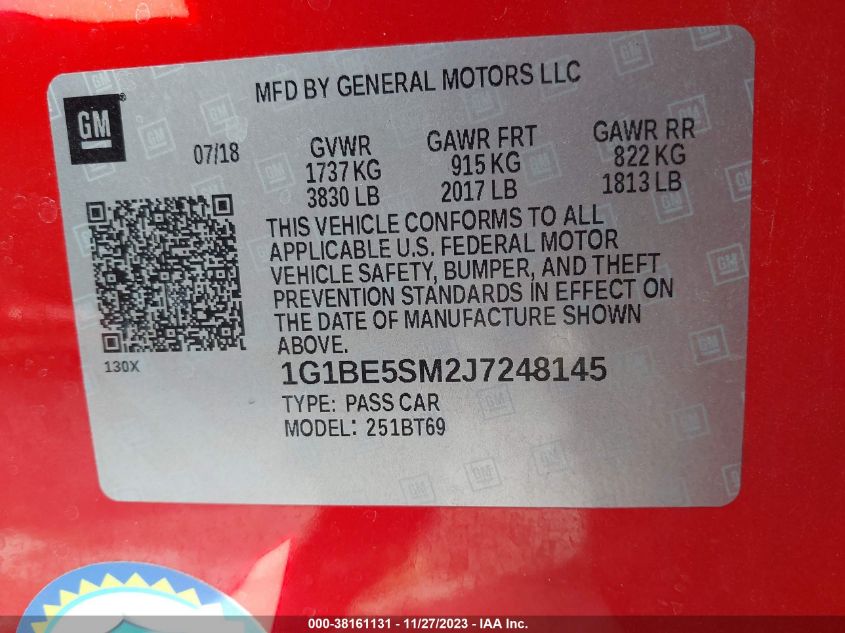 MFD BY GENERAL MOTORS LLC
GM
07/18
GVWR
1737 KG
3830 LB
GAWR FRT
915 KG
2017 LB
GAWR RR
822 KG
1813 LB
THIS VEHICLE CONFORMS TO ALL
APPLICABLE U.S. FEDERAL MOTOR
VEHICLE SAFETY, BUMPER, AND THEFT
PREVENTION STANDARDS IN EFFECT ON
THE DATE OF MANUFACTURE SHOWN
ABOVE.
130X
1G1BE5SM2J7248145
TYPE: PASS CAR
MODEL: 251BT69
000-38161131 - 11/27/2023 - IAA Inc.